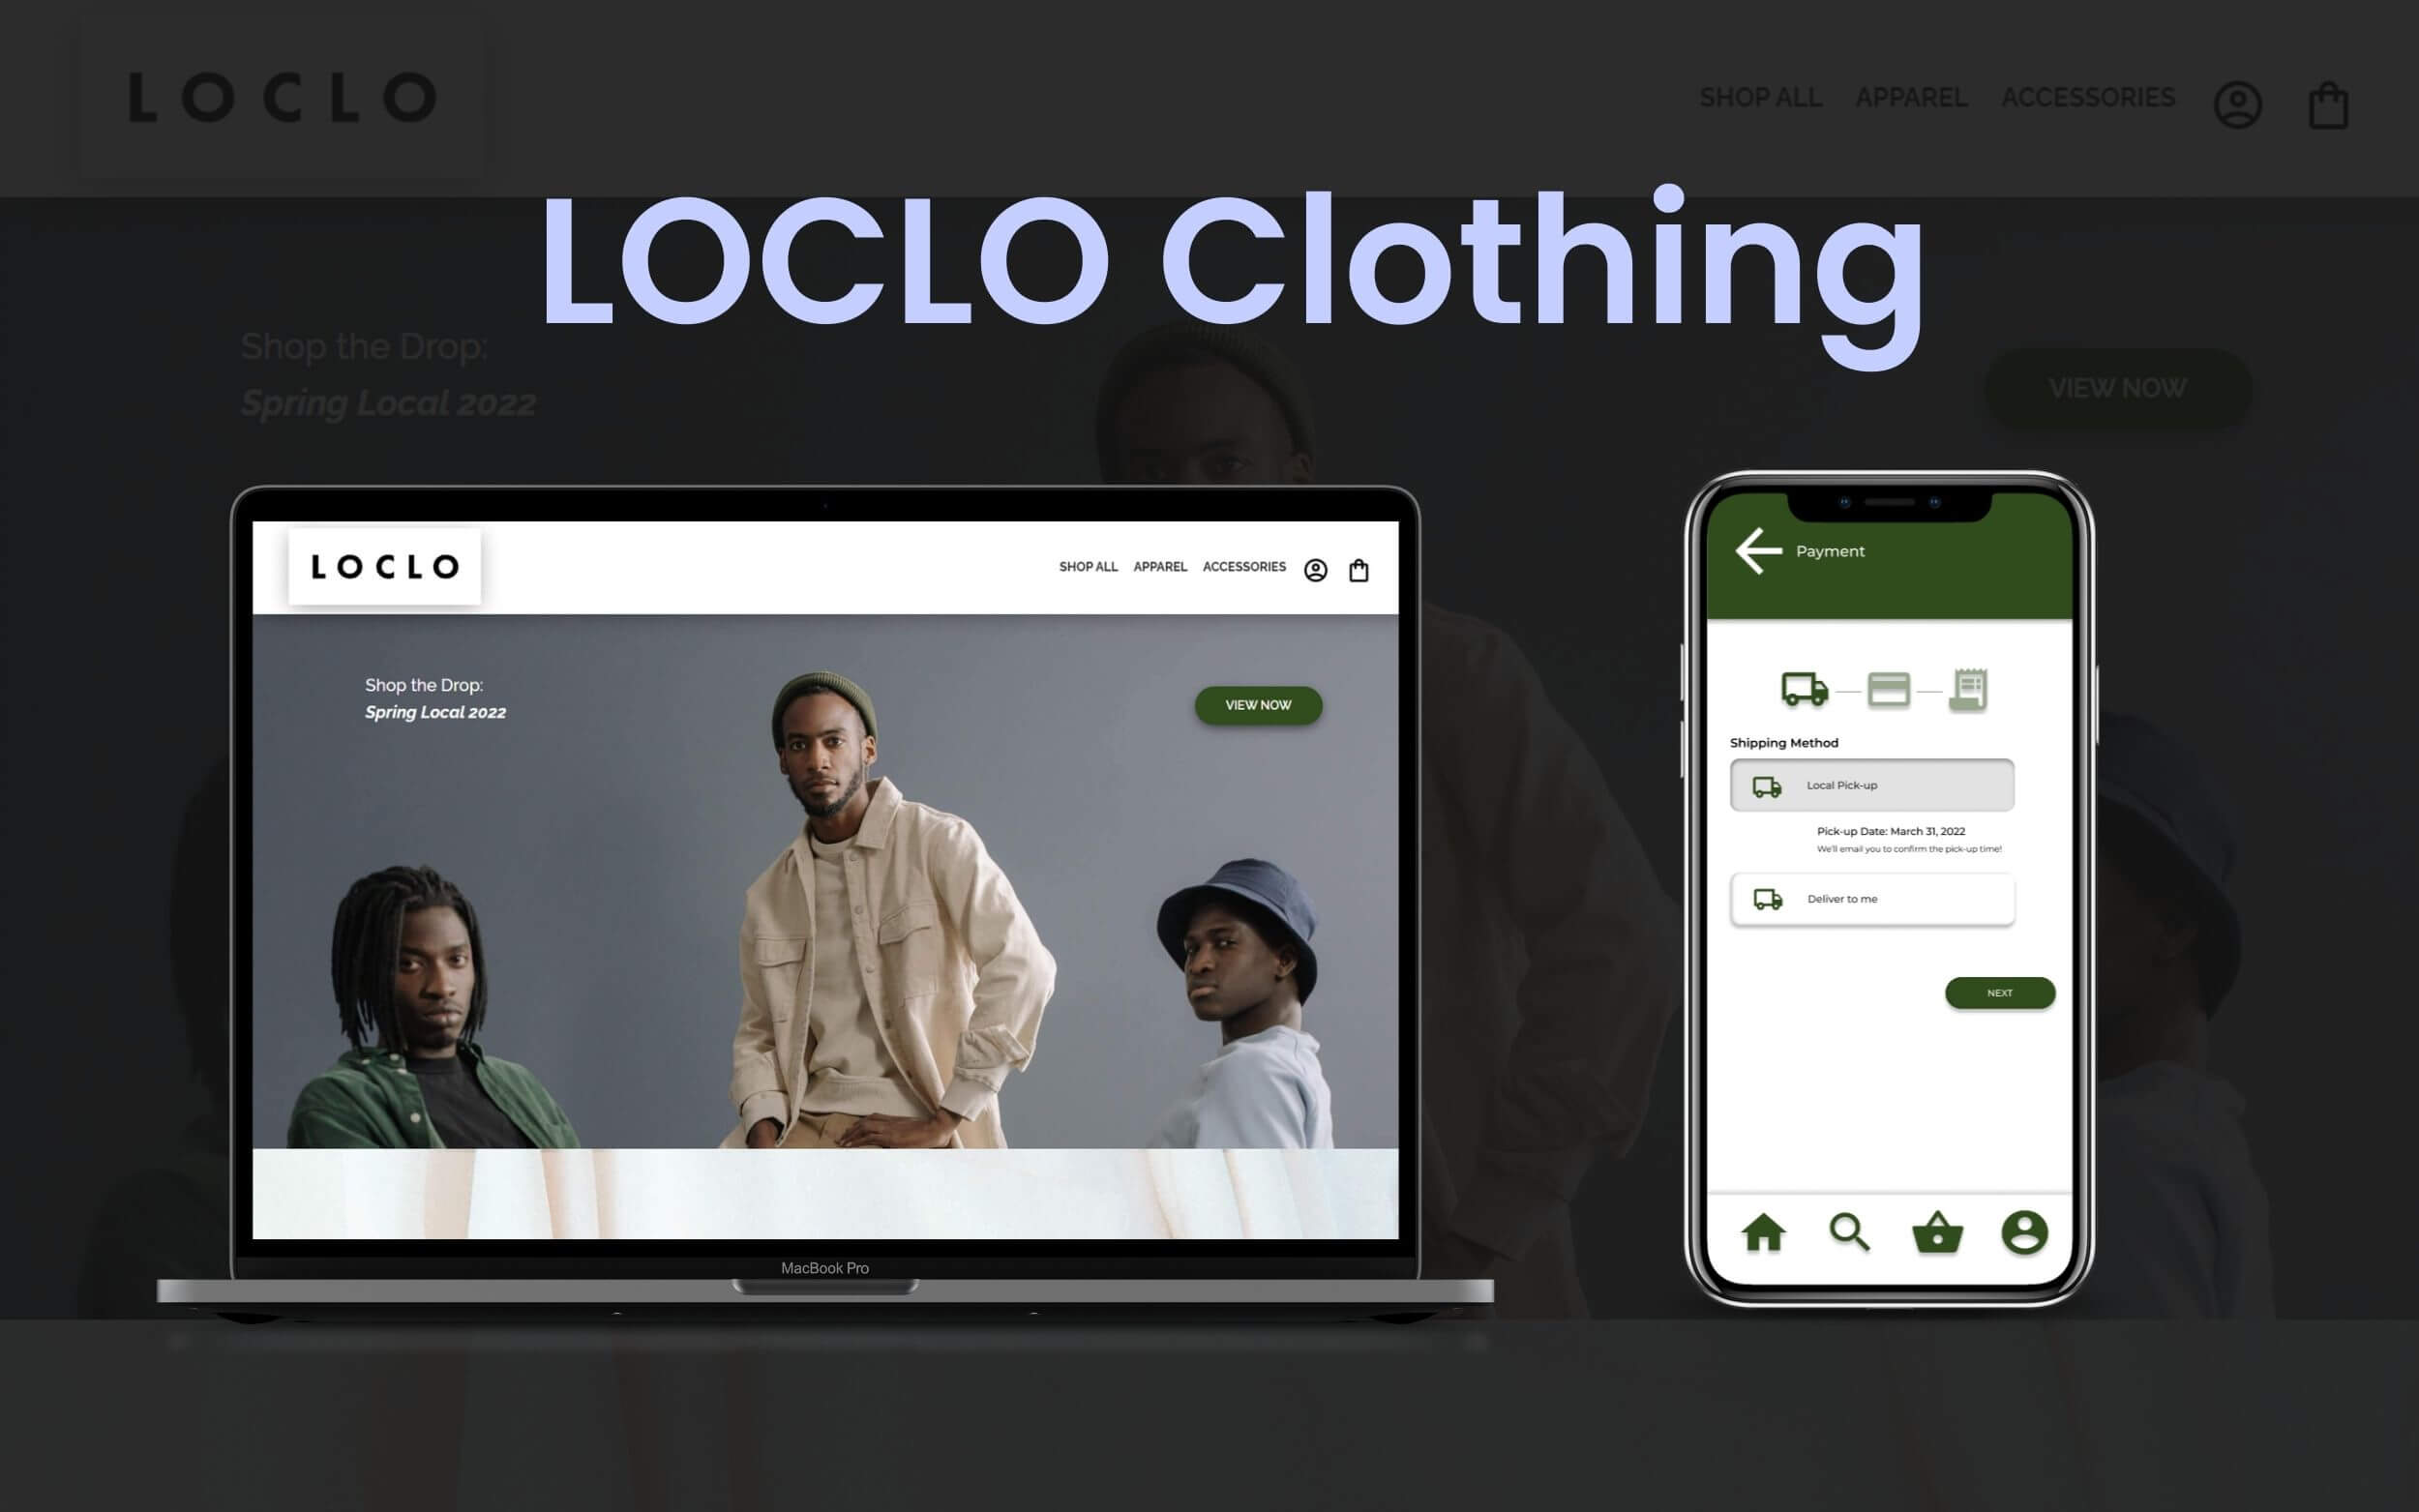 LOCLO
SHOP ALL
APPAREL
ACCESSORIES
LOCLO Clothing
Shop the Drop:
Spring Local 2022
VIEW NOW
LOCLO
SHOP ALL
APPAREL
ACCESSORIES
Shop the Drop:
Spring Local 2022
VIEW NOW
MacBook Pro
Payment
Shipping Method
Local Pick-up
Pick-up Date: March 31, 2022
We'll email you to confirm the pick-up time!
Deliver to me
NEXT